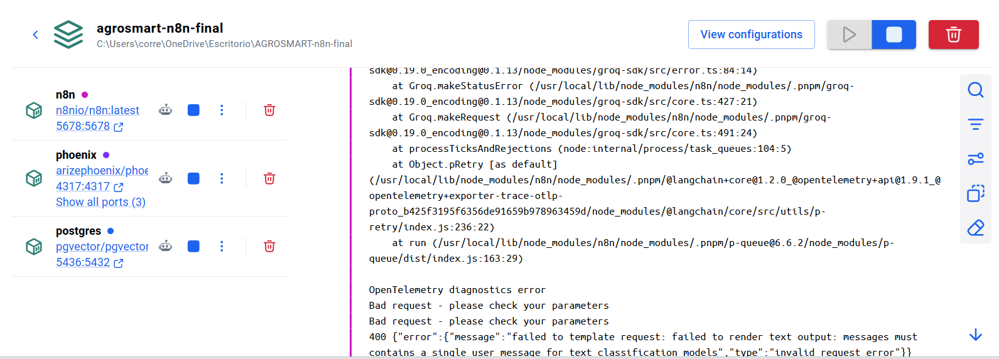 agrosmart-n8n-final
C:\Users\corre\OneDrive\Escritorio\AGROSMART-n8n-final
View configurations
n8n
n8nio/n8n:latest
5678:5678
phoenix
arizephoenix/phoe
4317:4317
Show all ports (3)
postgres
pgvector/pgvector
5436:5432
sdk@0.19.0_encoding@0.1.13/node_modules/groq-sdk/src/error.ts:84:14)
at Groq.makeStatusError (/usr/local/lib/node_modules/n8n/node_modules/.pnpm/groq-
sdk@0.19.0_encoding@0.1.13/node_modules/groq-sdk/src/core.ts:427:21)
at Groq.makeRequest (/usr/local/lib/node_modules/n8n/node_modules/.pnpm/groq-
sdk@0.19.0_encoding@0.1.13/node_modules/groq-sdk/src/core.ts:491:24)
at processTicksAndRejections (node:internal/process/task_queues:104:5)
at Object.pRetry [as default]
(/usr/local/lib/node_modules/n8n/node_modules/.pnpm/@langchain+core@1.2.0_@opentelemetry+api@1.9.1_@
opentelemetry+exporter-trace-otlp-
proto_b425f3195f6356de91659b978963459d/node_modules/@langchain/core/src/utils/p-
retry/index.js:236:22)
at run (/usr/local/lib/node_modules/n8n/node_modules/.pnpm/p-queue@6.6.2/node_modules/p-
queue/dist/index.js:163:29)
OpenTelemetry diagnostics error
Bad request - please check your parameters
Bad request - please check your parameters
400 {"error":{"message":"failed to template request: failed to render text output: messages must
contains a single user message for text classification models","type":"invalid_request_error"}}